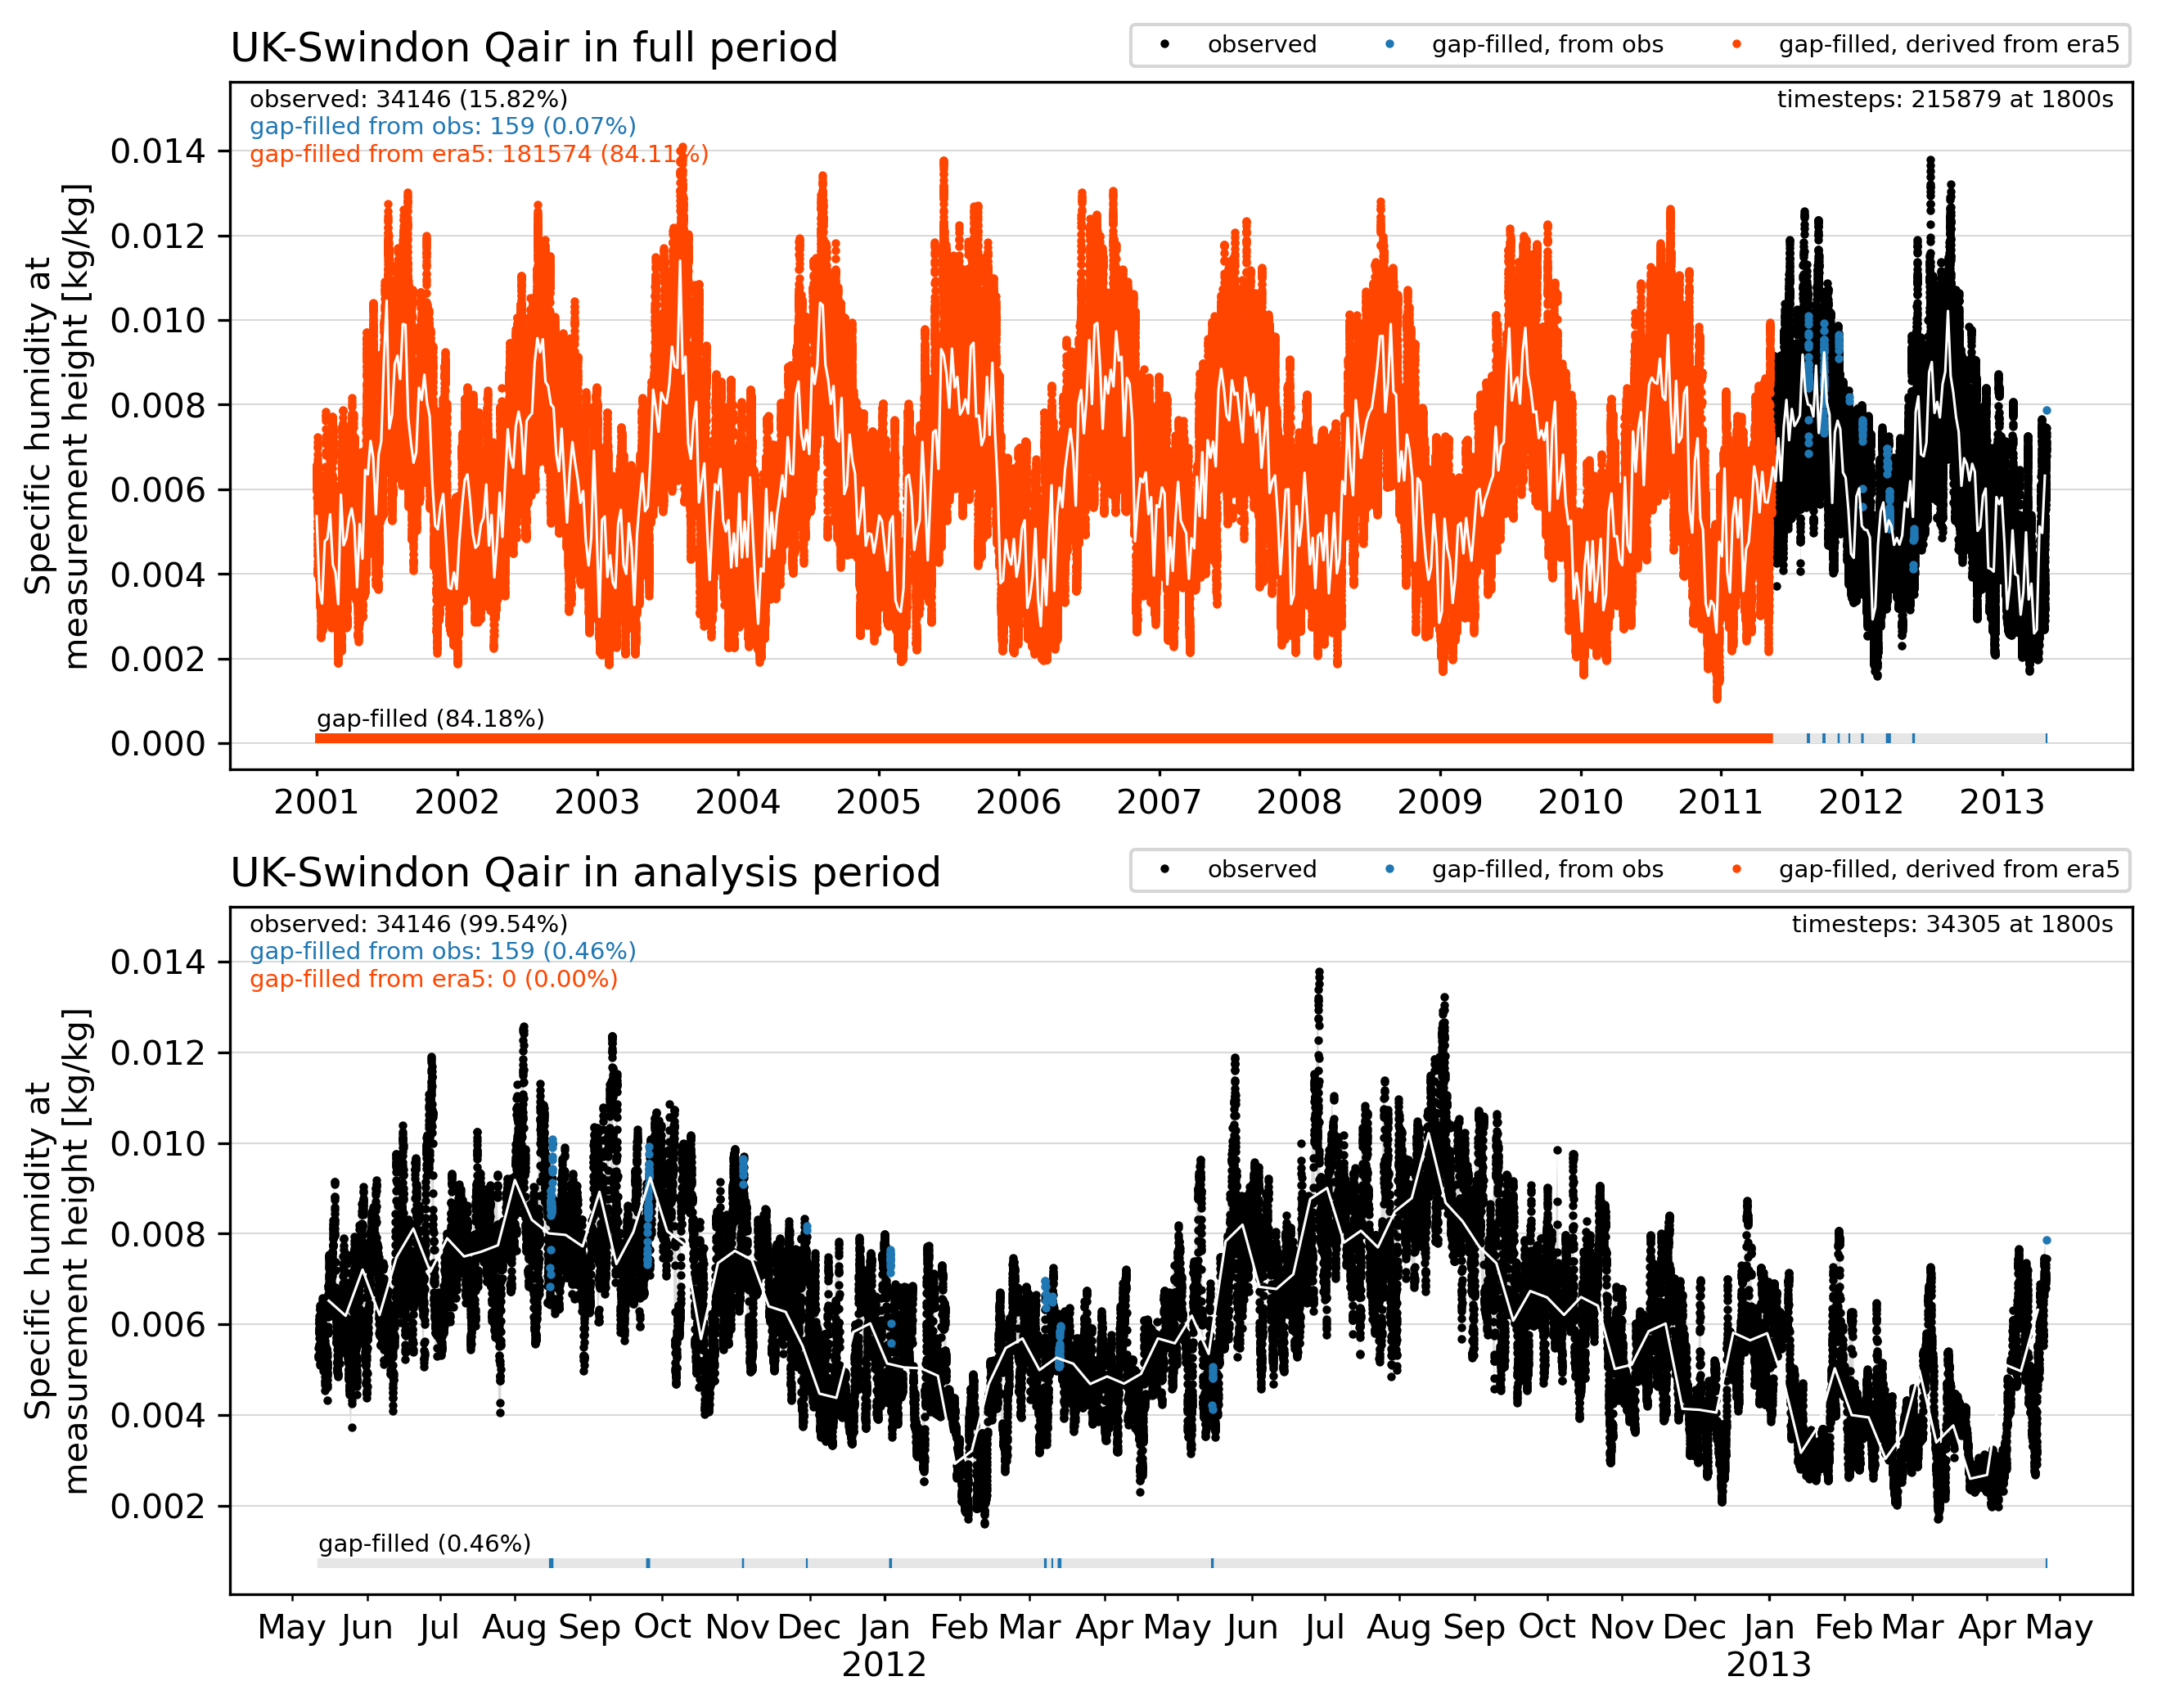 UK-Swindon Qair in full period
observed gap-filled, from obs gap-filled, derived from era5
observed: 34146 (15.82%)
timesteps: 215879 at 1800s
gap-filled from obs: 159 (0.07%)
gap-filled from era5: 181574 (84.11%)
Specific humidity at
measurement height [kg/kg]
0.014
0.012
0.010
0.008
0.006
0.004
0.002
0.000
gap-filled (84.18%)
2001 2002 2003 2004 2005 2006 2007 2008 2009 2010 2011 2012 2013
UK-Swindon Qair in analysis period
observed gap-filled, from obs gap-filled, derived from era5
observed: 34146 (99.54%)
timesteps: 34305 at 1800s
gap-filled from obs: 159 (0.46%)
gap-filled from era5: 0 (0.00%)
Specific humidity at
measurement height [kg/kg]
0.014
0.012
0.010
0.008
0.006
0.004
0.002
gap-filled (0.46%)
May Jun Jul Aug Sep Oct Nov Dec Jan Feb Mar Apr May Jun Jul Aug Sep Oct Nov Dec Jan Feb Mar Apr May
2012 2013